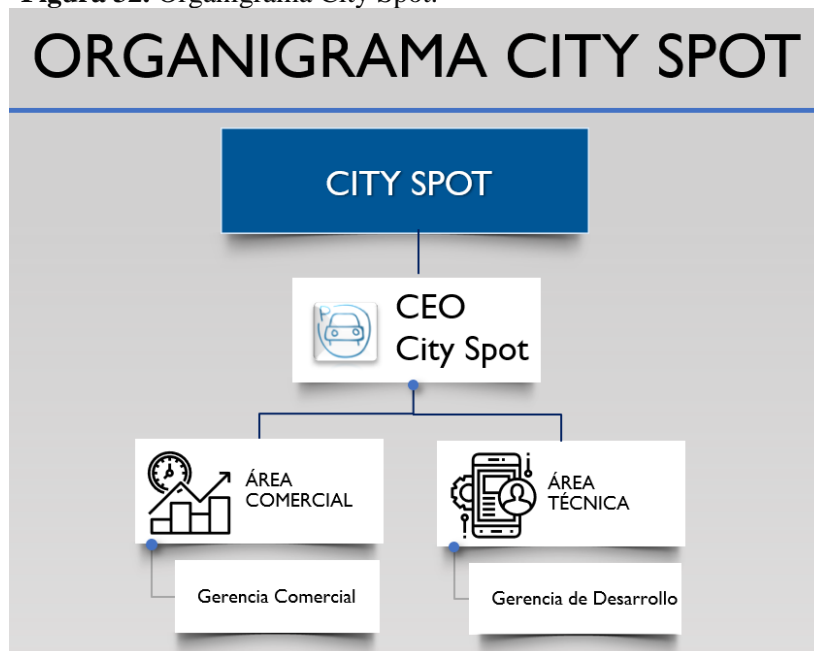 Figura 32. Organigrama City Spot.
ORGANIGRAMA CITY SPOT
CITY SPOT
P
CEO
City Spot
ÁREA
COMERCIAL
ÁREA
TÉCNICA
Gerencia Comercial
Gerencia de Desarrollo